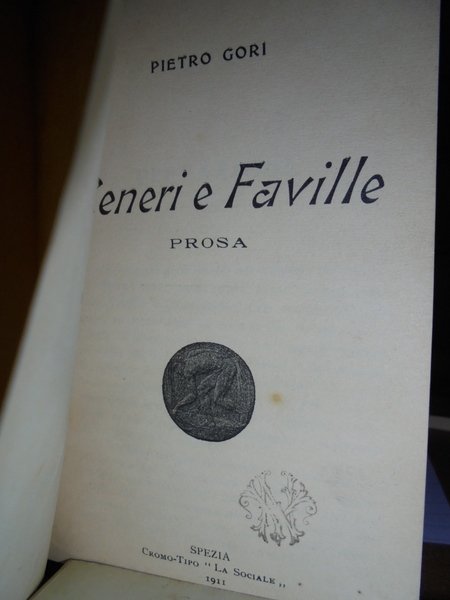 PIETRO GORI
Ceneri e Faville
PROSA
SPEZIA
CROMO-TIPO "LA SOCIALE„
1911